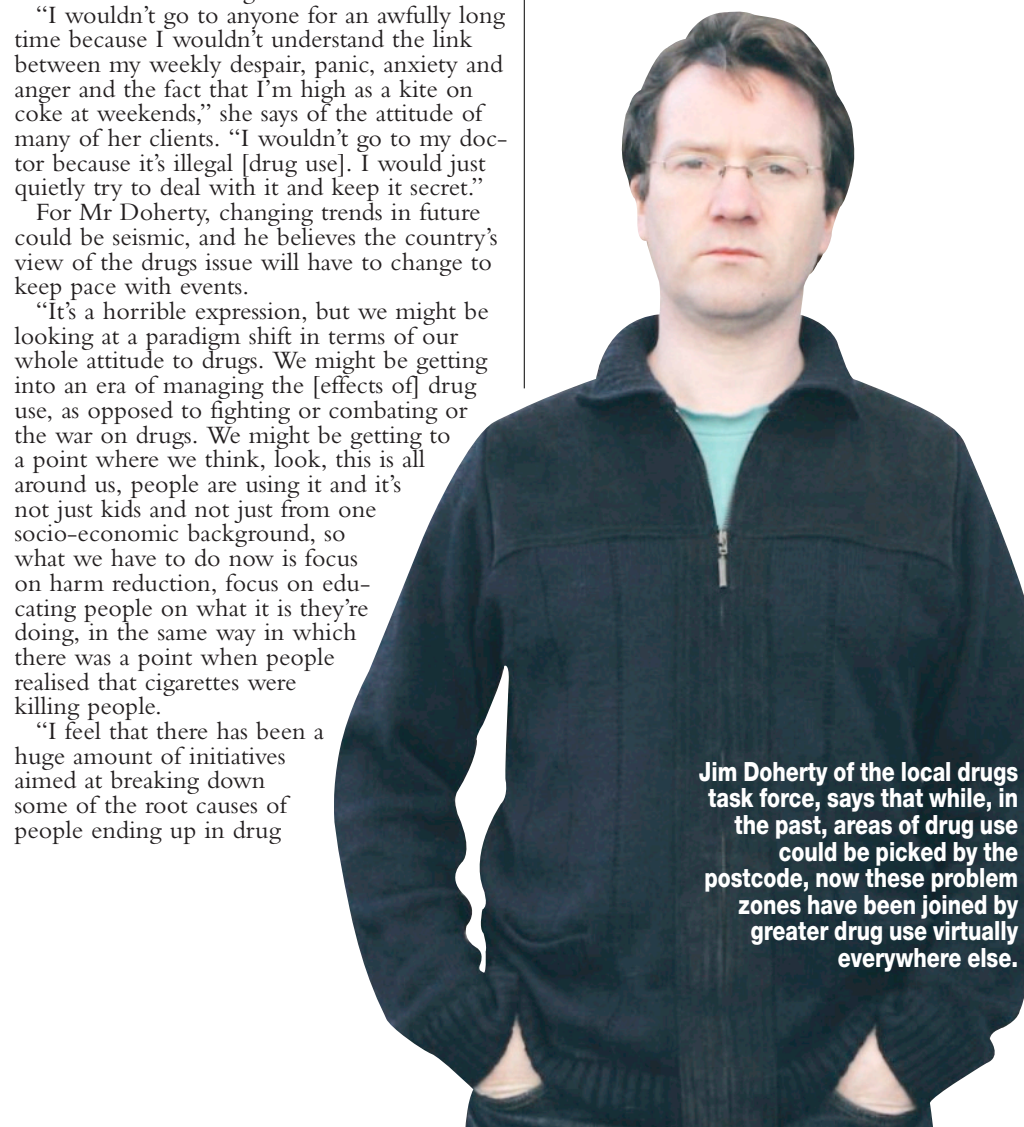 “I wouldn’t go to anyone for an awfully long
time because I wouldn’t understand the link
between my weekly despair, panic, anxiety and
anger and the fact that I’m high as a kite on
coke at weekends,” she says of the attitude of
many of her clients. “I wouldn’t go to my doc-
tor because it’s illegal [drug use]. I would just
quietly try to deal with it and keep it secret.”
For Mr Doherty, changing trends in future
could be seismic, and he believes the country’s
view of the drugs issue will have to change to
keep pace with events.
“It’s a horrible expression, but we might be
looking at a paradigm shift in terms of our
whole attitude to drugs. We might be getting
into an era of managing the [effects of] drug
use, as opposed to fighting or combating or
the war on drugs. We might be getting to
a point where we think, look, this is all
around us, people are using it and it’s
not just kids and not just from one
socio-economic background, so
what we have to do now is focus
on harm reduction, focus on edu-
cating people on what it is they’re
doing, in the same way in which
there was a point when people
realised that cigarettes were
killing people.
“I feel that there has been a
huge amount of initiatives
aimed at breaking down
some of the root causes of
people ending up in drug
Jim Doherty of the local drugs
task force, says that while, in
the past, areas of drug use
could be picked by the
postcode, now these problem
zones have been joined by
greater drug use virtually
everywhere else.